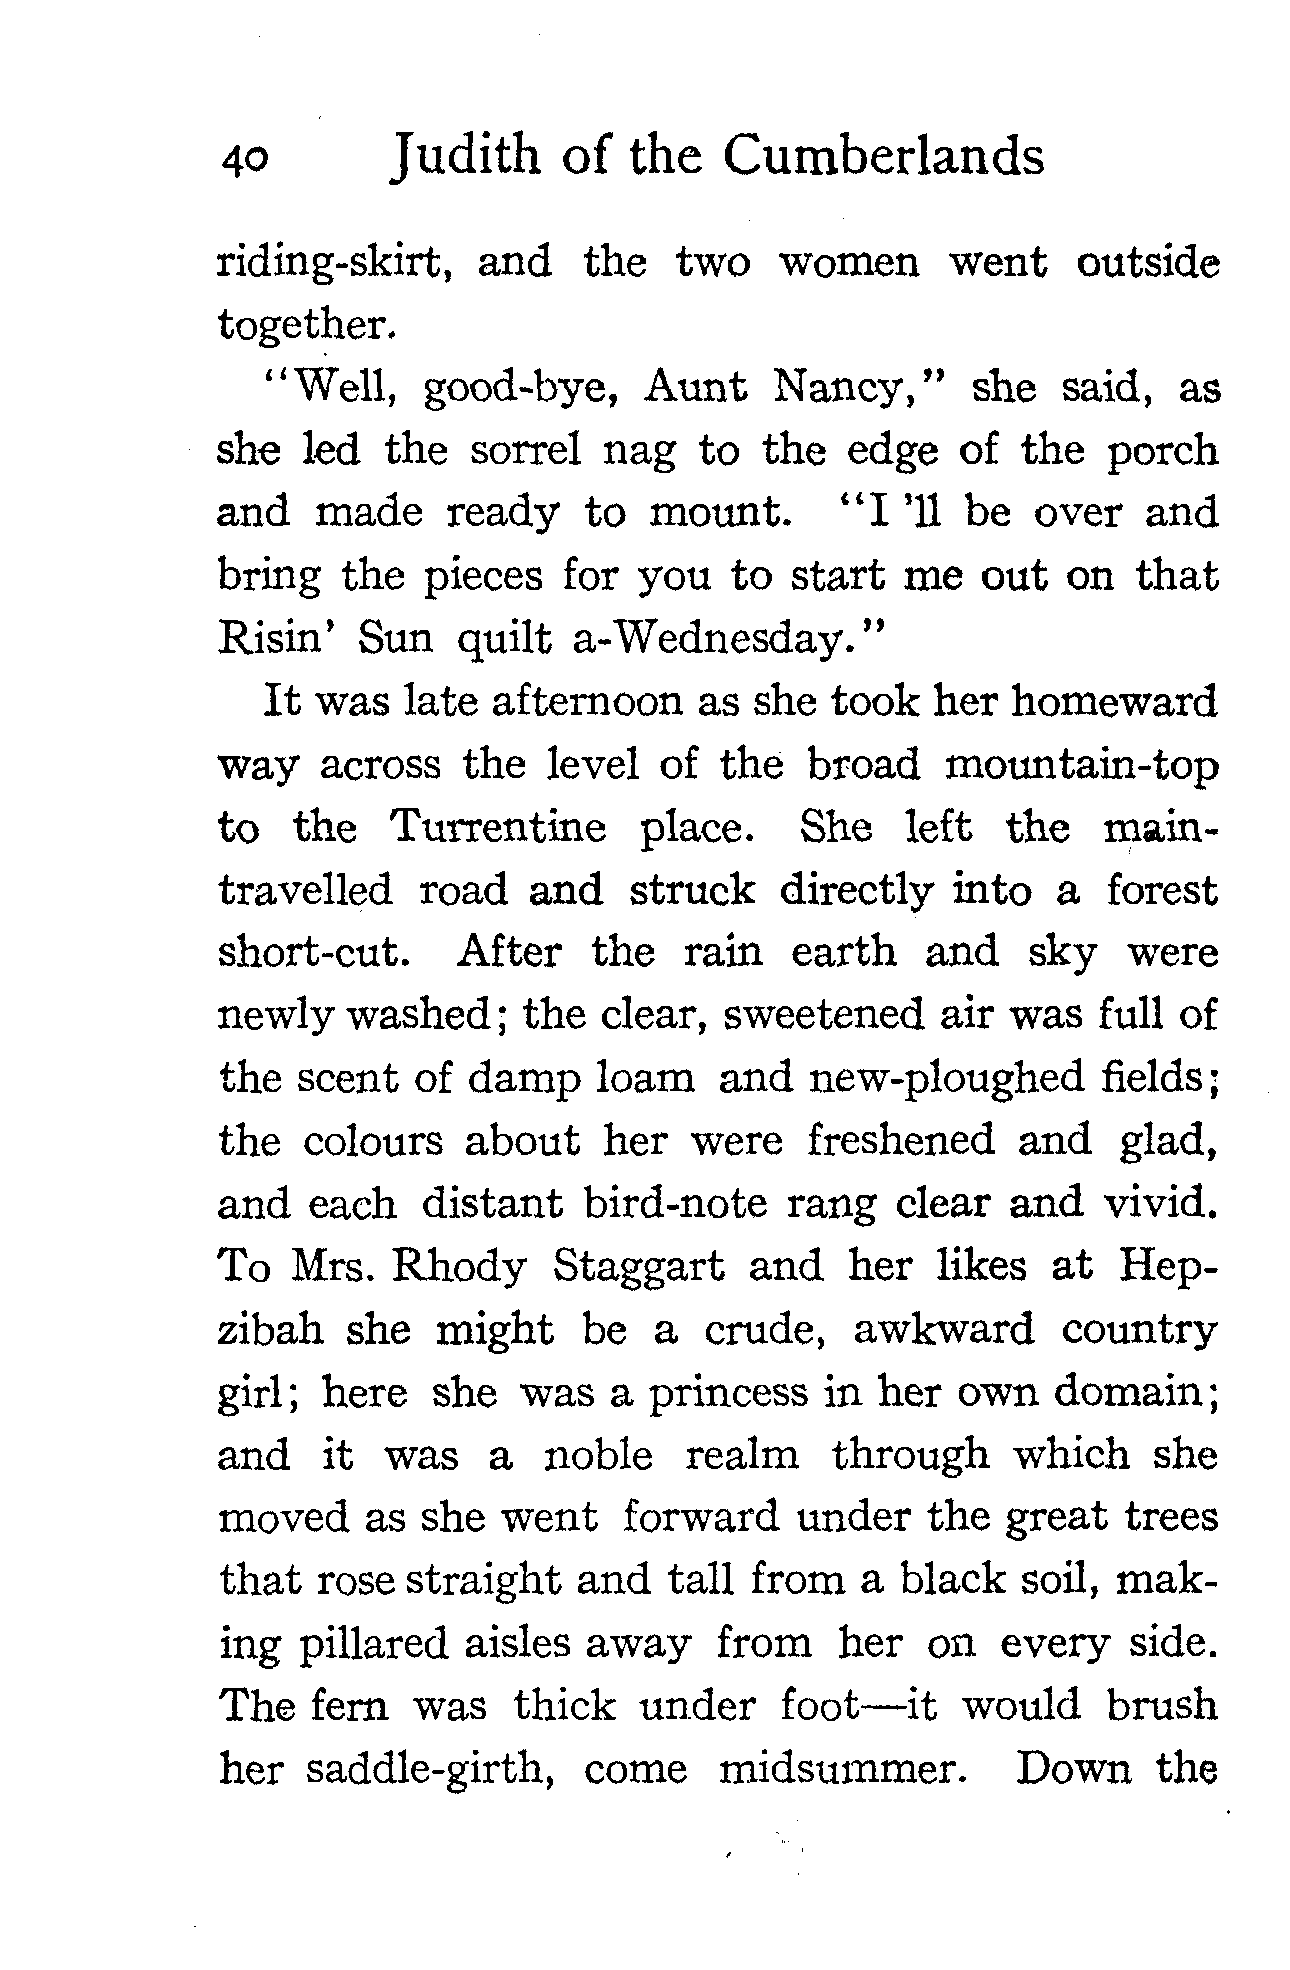 40 Judith of the Cumberlands
riding-skirt, and the two women went outside
together.
"Well, good-bye, Aunt Nancy," she said, as
she led the sorrel nag to the edge of the porch
and made ready to mount. "I 'll be over and
bring the pieces for you to start me out on that
Risin' Sun quilt a-Wednesday."
It was late afternoon as she took her homeward
way across the level of the broad mountain-top
to the Turrentine place. She left the main-
travelled road and struck directly into a forest
short-cut. After the rain earth and sky were
newly washed; the clear, sweetened air was full of
the scent of damp loam and new-ploughed fields;
the colours about her were freshened and glad,
and each distant bird-note rang clear and vivid.
To Mrs. Rhody Staggart and her likes at Hep-
zibah she might be a crude, awkward country
girl; here she was a princess in her own domain;
and it was a noble realm through which she
moved as she went forward under the great trees
that rose straight and tall from a black soil, mak-
ing pillared aisles away from her on every side.
The fern was thick under foot—it would brush
her saddle-girth, come midsummer. Down the